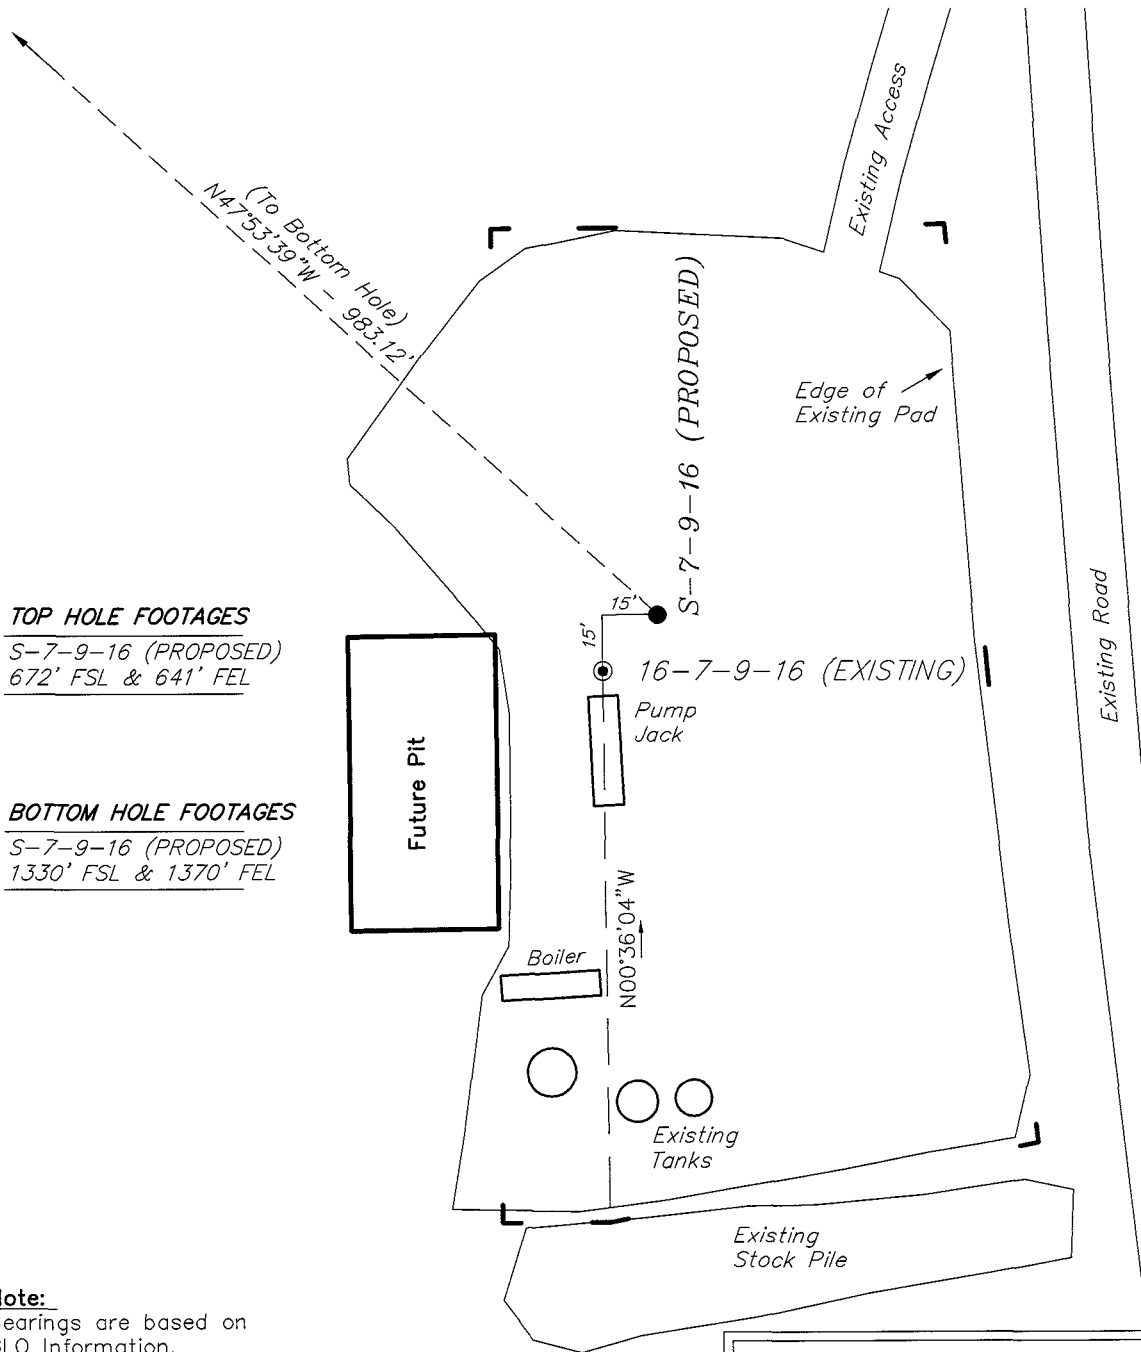 Existing Access
(To Bottom Hole)
N47°53'39"W - 983.12'
S-7-9-16 (PROPOSED)
Edge of
Existing Pad
15'
15'
16-7-9-16 (EXISTING)
Pump
Jack
Existing Road
TOP HOLE FOOTAGES
S-7-9-16 (PROPOSED)
672' FSL & 641' FEL
Future Pit
BOTTOM HOLE FOOTAGES
S-7-9-16 (PROPOSED)
1330' FSL & 1370' FEL
N00°36'04"W
Boiler
Existing
Tanks
Existing
Stock Pile
ote:
earings are based on
LO Information.